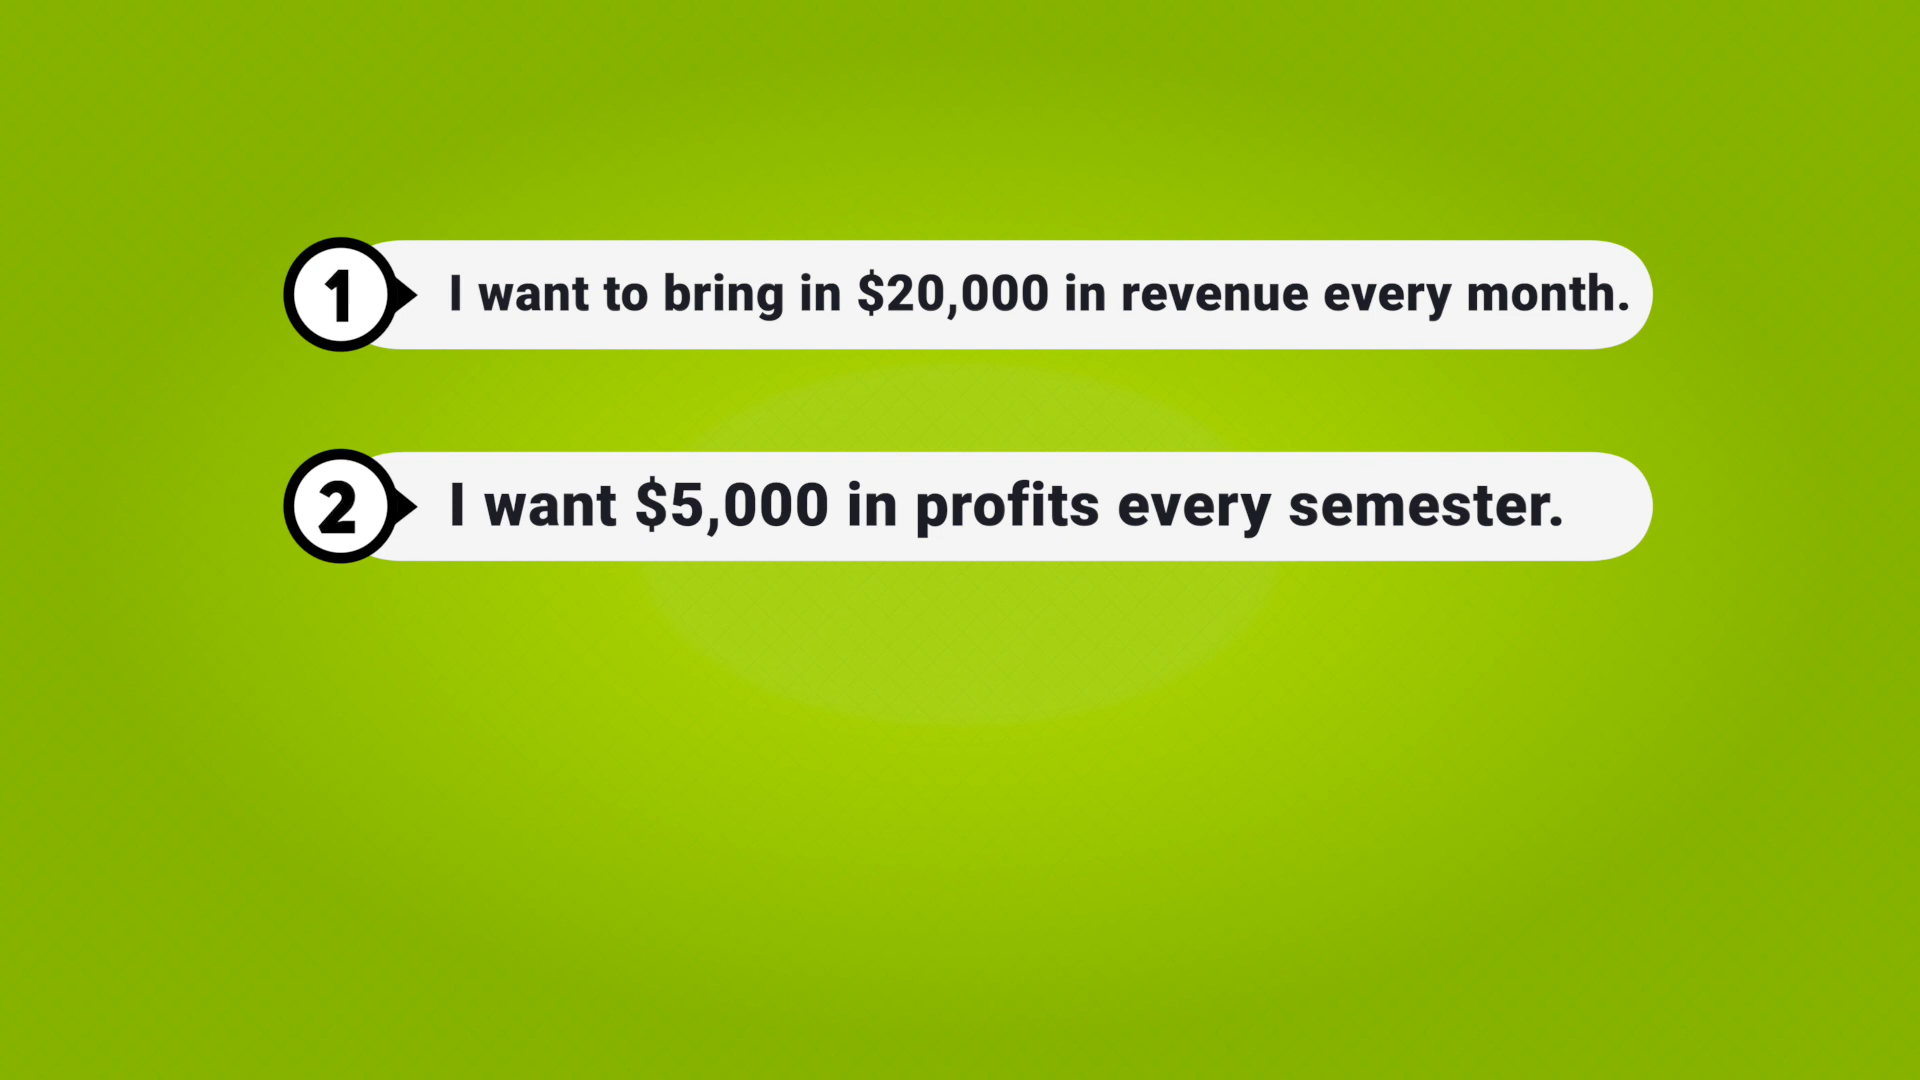 1 I want to bring in $20,000 in revenue every month.
2 I want $5,000 in profits every semester.